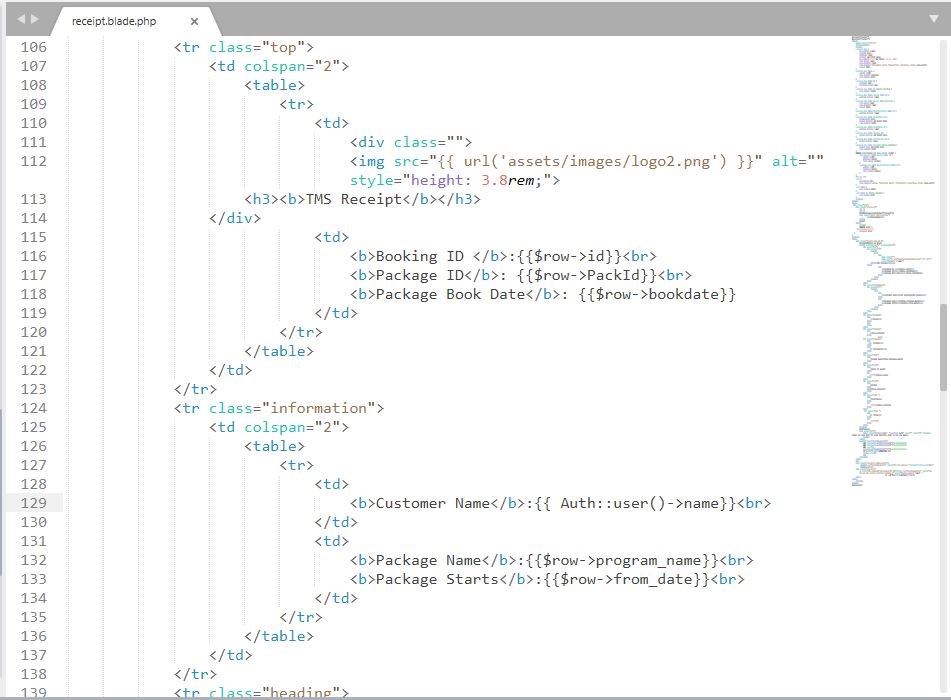 receipt.blade.php ×
106 <tr class="top">
107 <td colspan="2">
108 <table>
109 <tr>
110 <td>
111 <div class="">
112 <img src="{{ url('assets/images/logo2.png') }}" alt=""
style="height: 3.8rem;">
113 <h3><b>TMS Receipt</b></h3>
114 </div>
115 <td>
116 <b>Booking ID </b>:{{$row->id}}<br>
117 <b>Package ID</b>: {{$row->PackId}}<br>
118 <b>Package Book Date</b>: {{$row->bookdate}}
119 </td>
120 </tr>
121 </table>
122 </td>
123 </tr>
124 <tr class="information">
125 <td colspan="2">
126 <table>
127 <tr>
128 <td>
129 <b>Customer Name</b>:{{ Auth::user()->name}}<br>
130 </td>
131 <td>
132 <b>Package Name</b>:{{$row->program_name}}<br>
133 <b>Package Starts</b>:{{$row->from_date}}<br>
134 </td>
135 </tr>
136 </table>
137 </td>
138 </tr>
139 <tr class="heading">